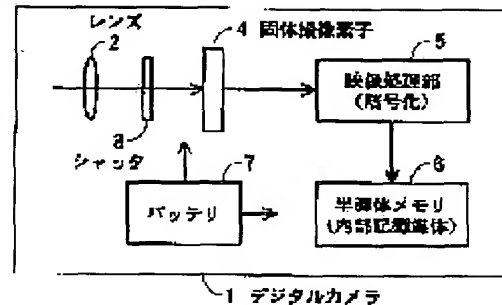 レンズ
2
4 固体撮像素子
5
映像処理部
(暗号化)
シャッタ
7
バッテリ
6
半導体メモリ
(内部記憶媒体)
1 デジタルカメラ